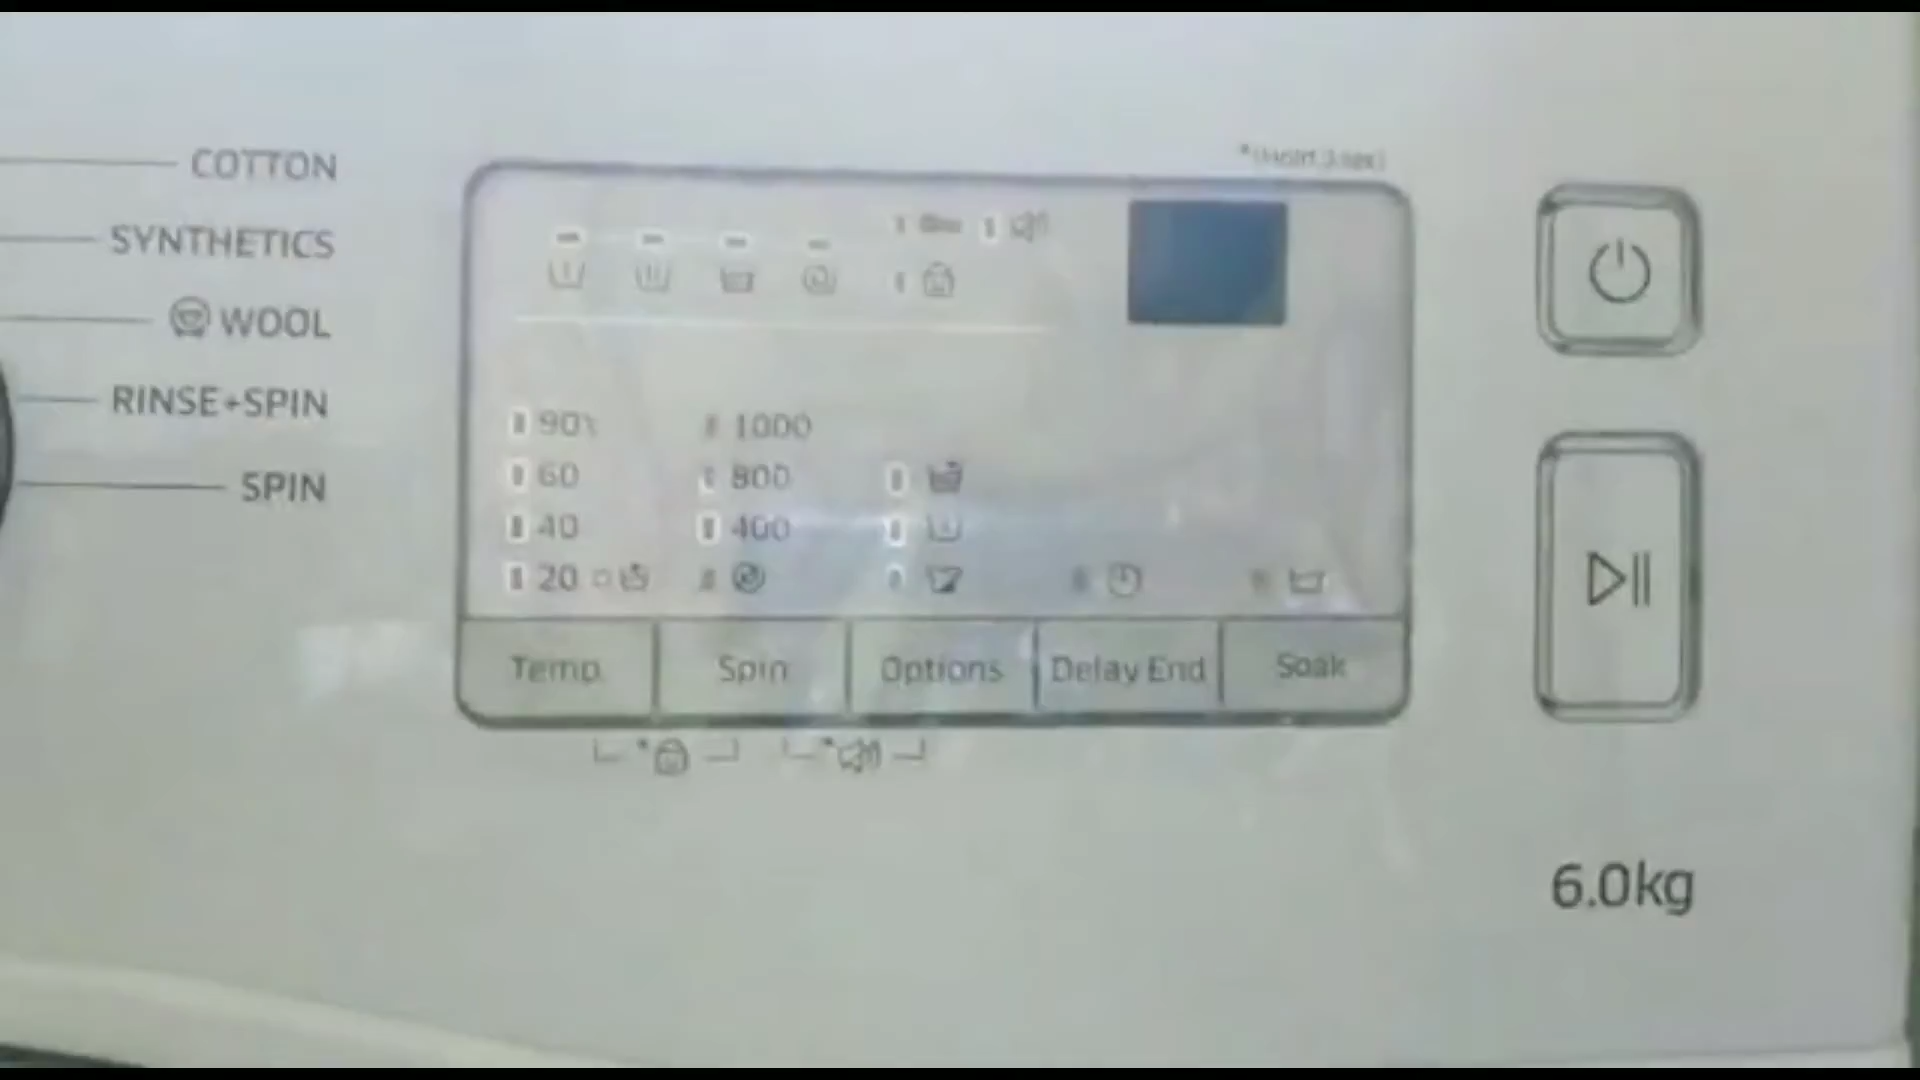 COTTON
SYNTHETICS
WOOL
RINSE+SPIN
SPIN
90℃ 1000
60 800
40 400
20
Temp. Spin Options Delay End Soak
6.0kg